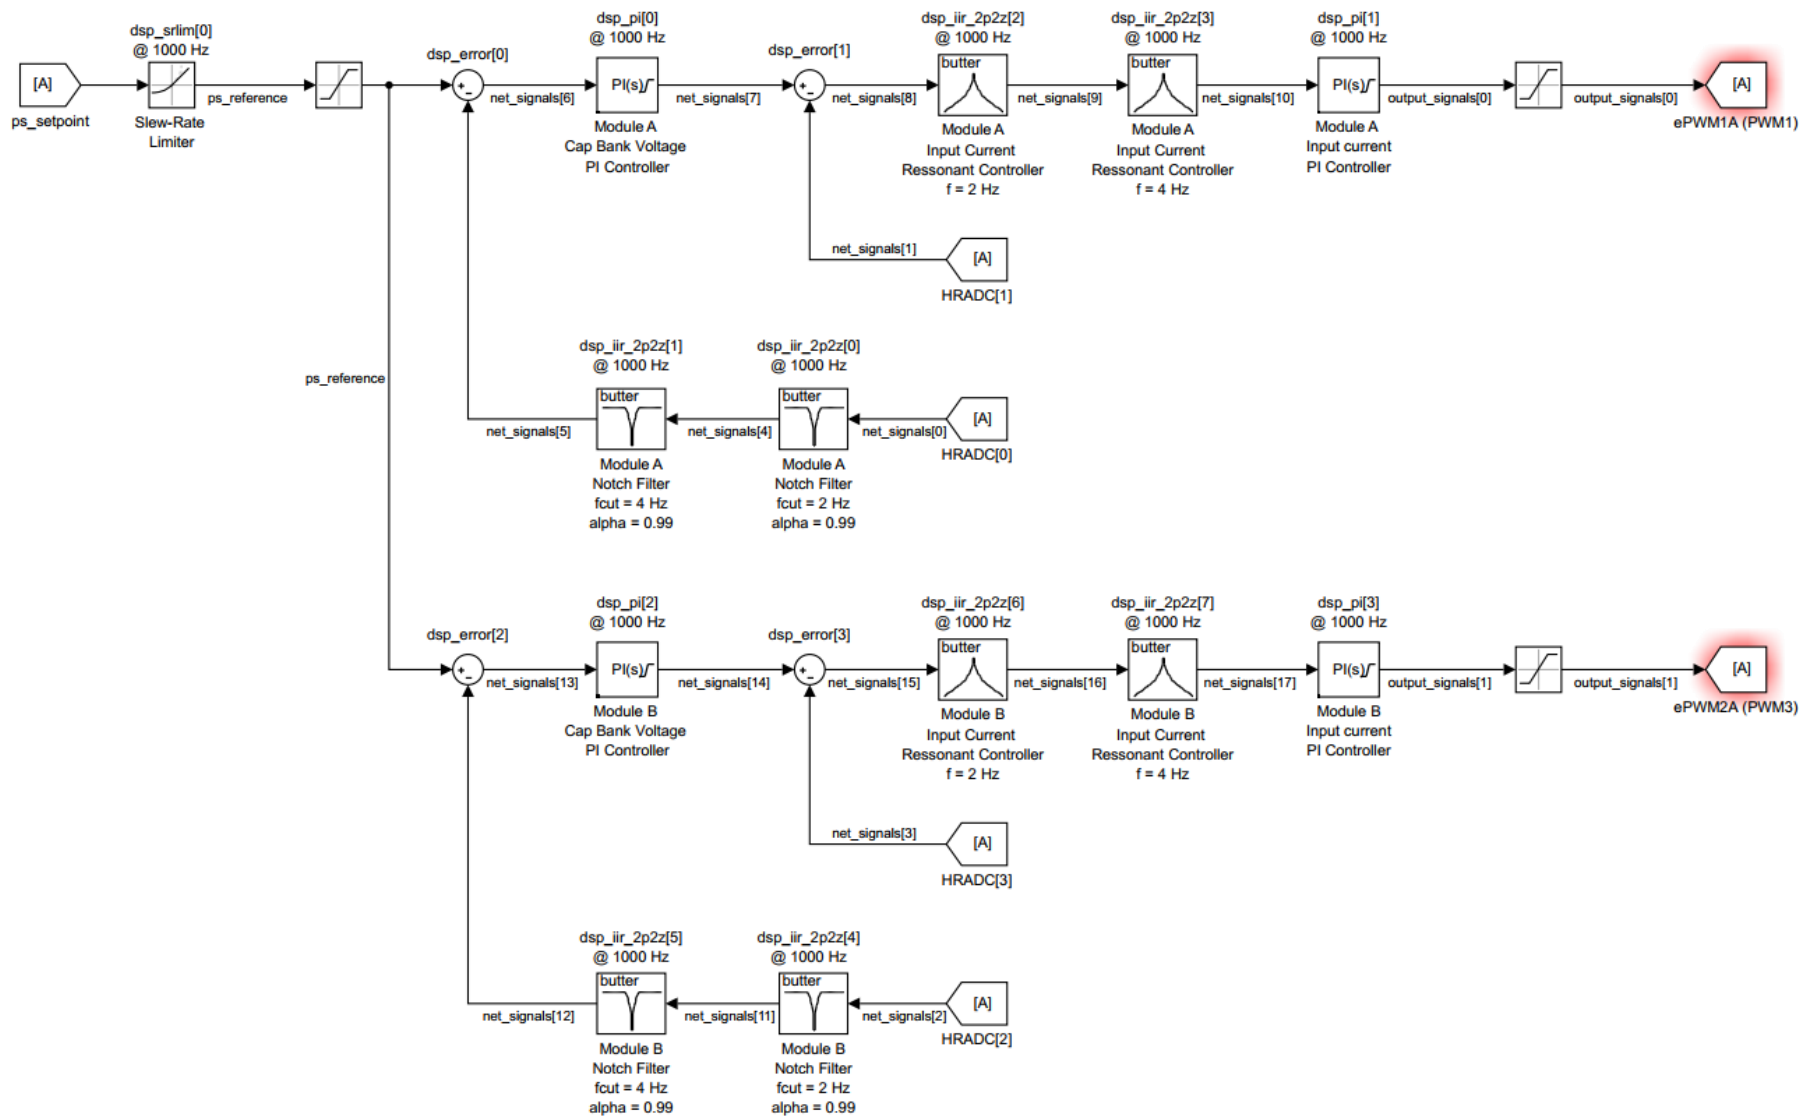 dsp_srlim[0]
@ 1000 Hz
[A]
ps_setpoint
Slew-Rate
Limiter
ps_reference
dsp_error[0]
net_signals[6]
dsp_pi[0]
@ 1000 Hz
PI(s)
Module A
Cap Bank Voltage
PI Controller
net_signals[7]
dsp_error[1]
net_signals[8]
dsp_iir_2p2z[2]
@ 1000 Hz
butter
Module A
Input Current
Ressonant Controller
f = 2 Hz
net_signals[9]
dsp_iir_2p2z[3]
@ 1000 Hz
butter
Module A
Input Current
Ressonant Controller
f = 4 Hz
net_signals[10]
dsp_pi[1]
@ 1000 Hz
PI(s)
Module A
Input current
PI Controller
output_signals[0]
output_signals[0]
[A]
ePWM1A (PWM1)
net_signals[1]
[A]
HRADC[1]
ps_reference
dsp_iir_2p2z[1]
@ 1000 Hz
butter
Module A
Notch Filter
fcut = 4 Hz
alpha = 0.99
net_signals[5]
net_signals[4]
dsp_iir_2p2z[0]
@ 1000 Hz
butter
Module A
Notch Filter
fcut = 2 Hz
alpha = 0.99
net_signals[0]
[A]
HRADC[0]
dsp_error[2]
net_signals[13]
dsp_pi[2]
@ 1000 Hz
PI(s)
Module B
Cap Bank Voltage
PI Controller
net_signals[14]
dsp_error[3]
net_signals[15]
dsp_iir_2p2z[6]
@ 1000 Hz
butter
Module B
Input Current
Ressonant Controller
f = 2 Hz
net_signals[16]
dsp_iir_2p2z[7]
@ 1000 Hz
butter
Module B
Input Current
Ressonant Controller
f = 4 Hz
net_signals[17]
dsp_pi[3]
@ 1000 Hz
PI(s)
Module B
Input current
PI Controller
output_signals[1]
output_signals[1]
[A]
ePWM2A (PWM3)
net_signals[3]
[A]
HRADC[3]
dsp_iir_2p2z[5]
@ 1000 Hz
butter
Module B
Notch Filter
fcut = 4 Hz
alpha = 0.99
net_signals[12]
net_signals[11]
dsp_iir_2p2z[4]
@ 1000 Hz
butter
Module B
Notch Filter
fcut = 2 Hz
alpha = 0.99
net_signals[2]
[A]
HRADC[2]